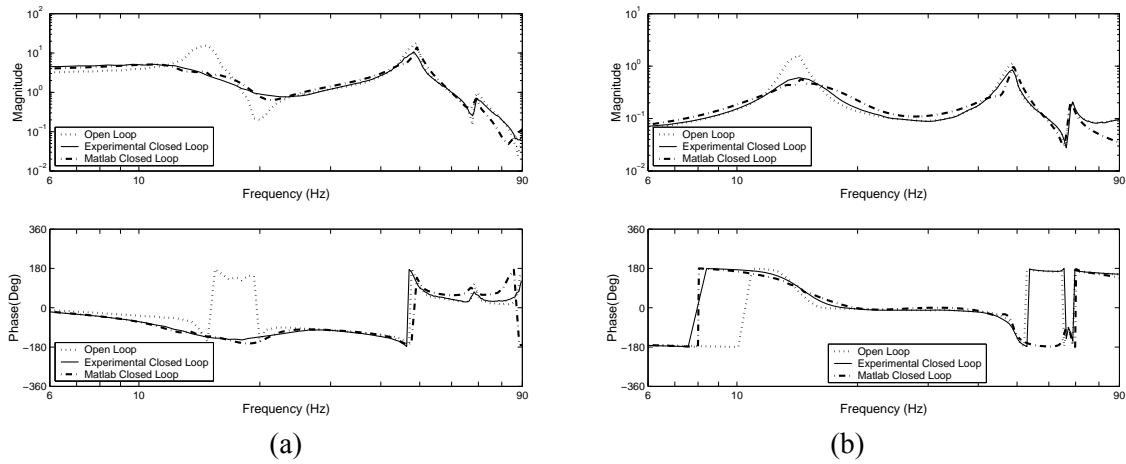 10^2
10^1
10^0
10^-1
10^-2
Magnitude
Open Loop
Experimental Closed Loop
Matlab Closed Loop
6
10
20
90
Frequency (Hz)
360
180
0
−180
−360
Phase(Deg)
Open Loop
Experimental Closed Loop
Matlab Closed Loop
6
10
20
90
Frequency (Hz)
(a)
10^2
10^1
10^0
10^-1
10^-2
Magnitude
Open Loop
Experimental Closed Loop
Matlab Closed Loop
6
10
90
Frequency (Hz)
360
180
0
−180
−360
Phase(Deg)
Open Loop
Experimental Closed Loop
Matlab Closed Loop
6
10
90
Frequency (Hz)
(b)